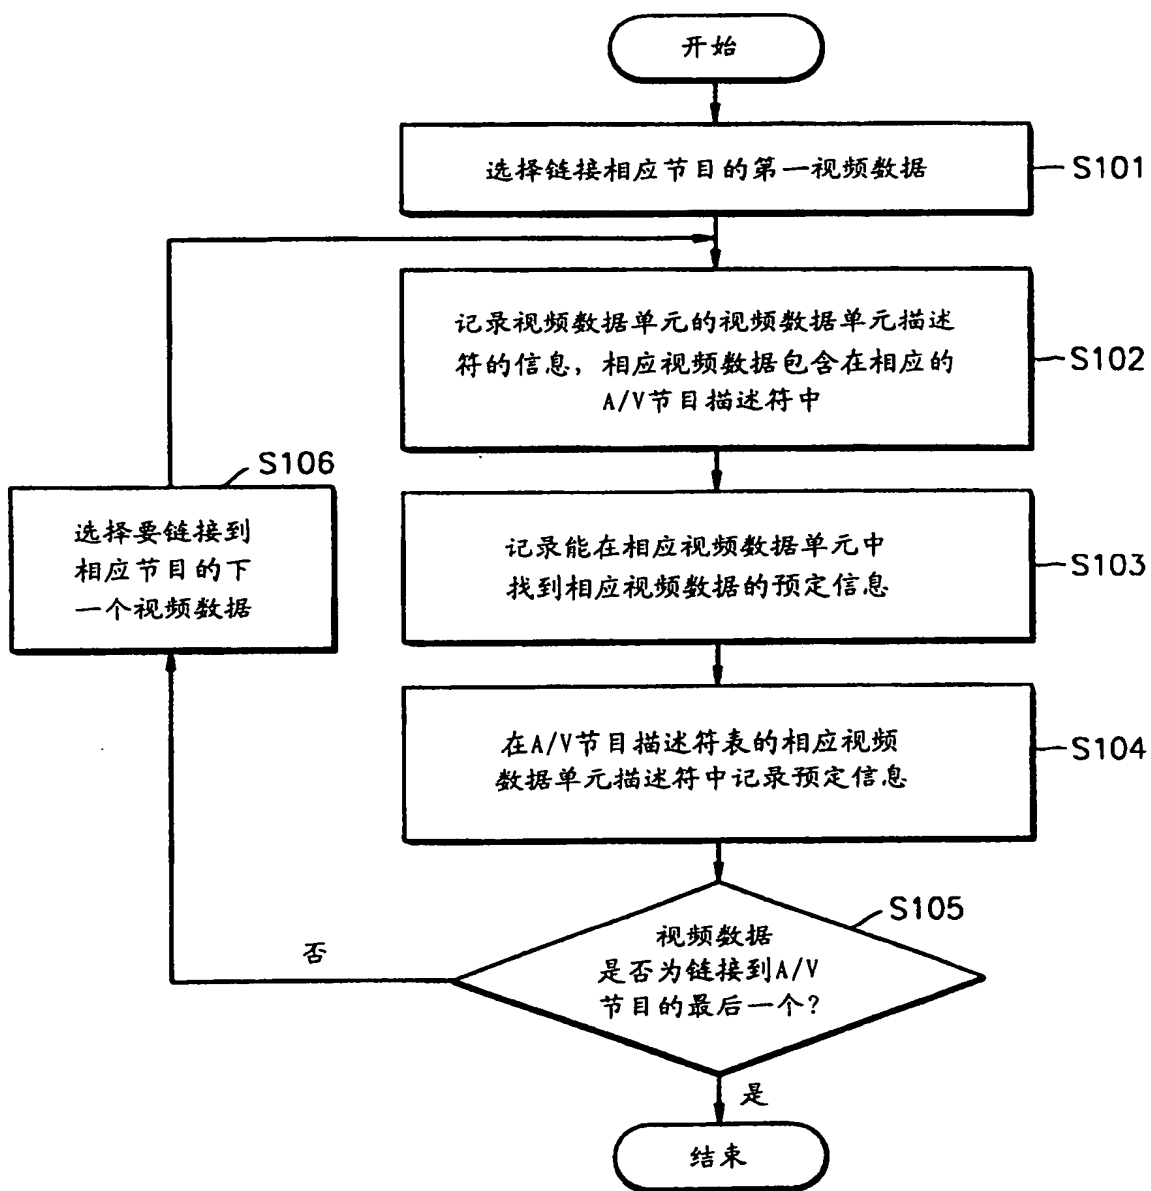 开始
选择链接相应节目的第一视频数据
S101
记录视频数据单元的视频数据单元描述
符的信息，相应视频数据包含在相应的
A/V节目描述符中
S102
S106
选择要链接到
相应节目的下
一个视频数据
记录能在相应视频数据单元中
找到相应视频数据的预定信息
S103
在A/V节目描述符表的相应视频
数据单元描述符中记录预定信息
S104
S105
视频数据
是否为链接到A/V
节目的最后一个?
否
是
结束